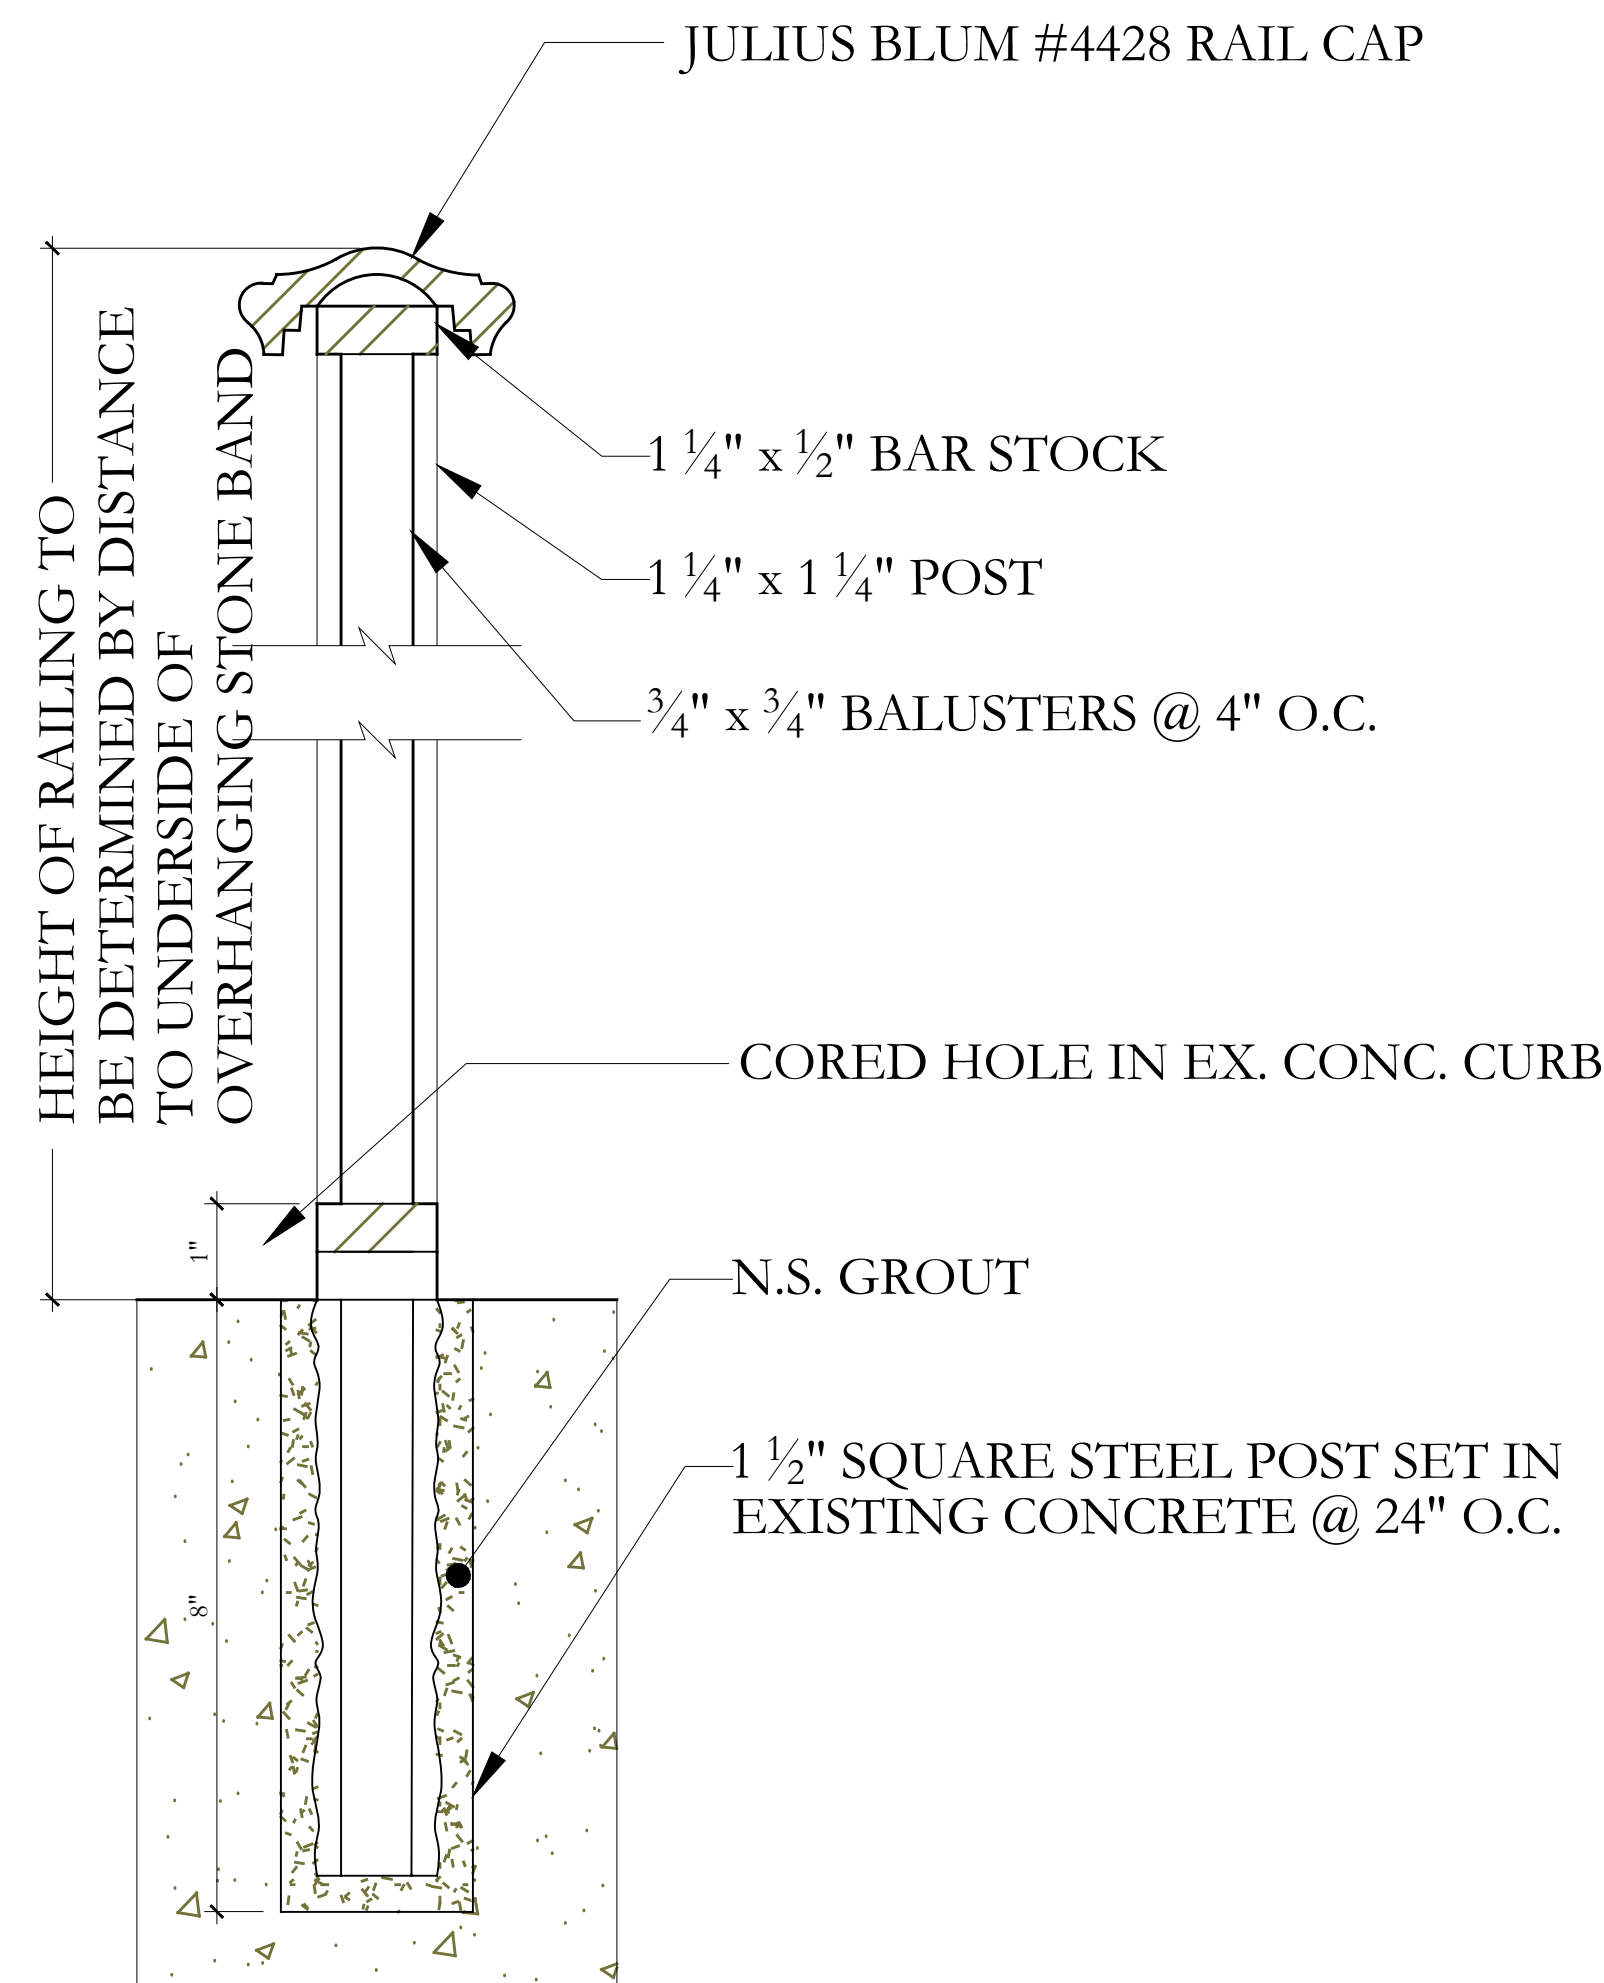 JULIUS BLUM #4428 RAIL CAP
1 1⁄4" x 1⁄2" BAR STOCK
1 1⁄4" x 1 1⁄4" POST
3⁄4" x 3⁄4" BALUSTERS @ 4" O.C.
HEIGHT OF RAILING TO
BE DETERMINED BY DISTANCE
TO UNDERSIDE OF
OVERHANGING STONE BAND
CORED HOLE IN EX. CONC. CURB
1"
N.S. GROUT
1 1⁄2" SQUARE STEEL POST SET IN
EXISTING CONCRETE @ 24" O.C.
8"